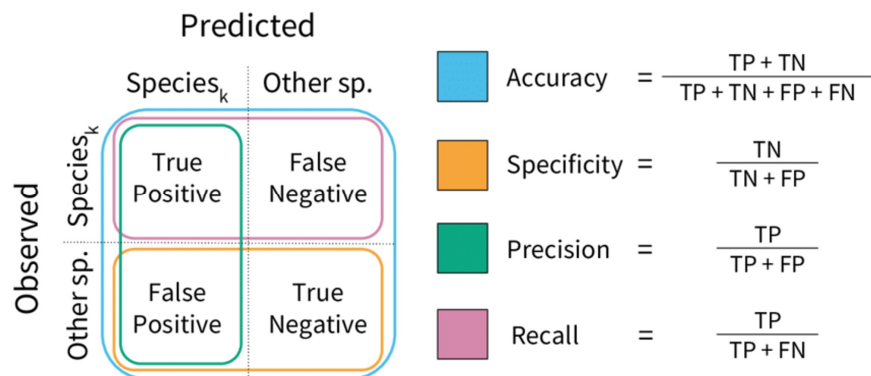 Predicted
Species_k Other sp.
Observed
Species_k
True Positive
False Negative
Other sp.
False Positive
True Negative
Accuracy = TP + TN / TP + TN + FP + FN
Specificity = TN / TN + FP
Precision = TP / TP + FP
Recall = TP / TP + FN